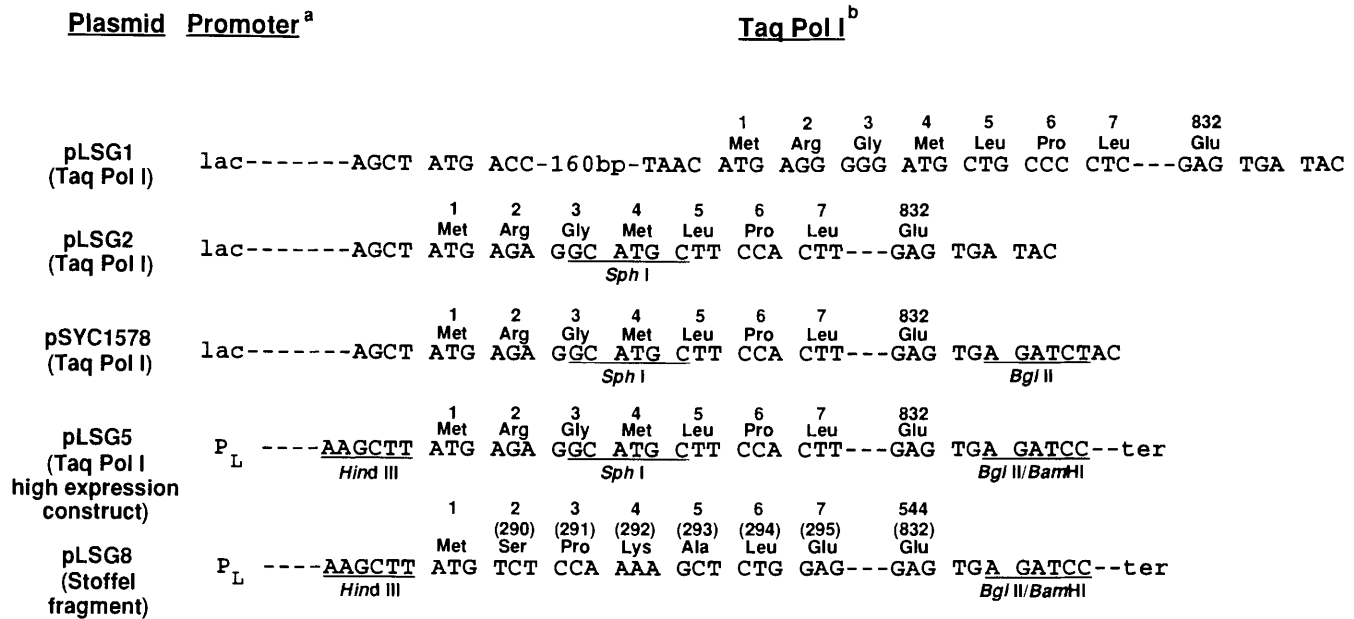 Plasmid Promoter a Taq Pol I b
1 2 3 4 5 6 7 832
Met Arg Gly Met Leu Pro Leu Glu
pLSG1 lac-------AGCT ATG ACC-160bp-TAAC ATG AGG GGG ATG CTG CCC CTC---GAG TGA TAC
(Taq Pol I)
1 2 3 4 5 6 7 832
Met Arg Gly Met Leu Pro Leu Glu
pLSG2 lac-------AGCT ATG AGA GGC ATG CTT CCA CTT---GAG TGA TAC
(Taq Pol I) Sph I
1 2 3 4 5 6 7 832
Met Arg Gly Met Leu Pro Leu Glu
pSYC1578 lac-------AGCT ATG AGA GGC ATG CTT CCA CTT---GAG TGA GATCTAC
(Taq Pol I) Sph I Bgl II
1 2 3 4 5 6 7 832
Met Arg Gly Met Leu Pro Leu Glu
pLSG5 PL ----AAGCTT ATG AGA GGC ATG CTT CCA CTT---GAG TGA GATCC--ter
(Taq Pol I Hind III Sph I Bgl II/BamHI
high expression
construct)
1 2 3 4 5 6 7 544
(290) (291) (292) (293) (294) (295) (832)
Met Ser Pro Lys Ala Leu Glu Glu
pLSG8 PL ----AAGCTT ATG TCT CCA AAA GCT CTG GAG---GAG TGA GATCC--ter
(Stoffel Hind III Bgl II/BamHI
fragment)